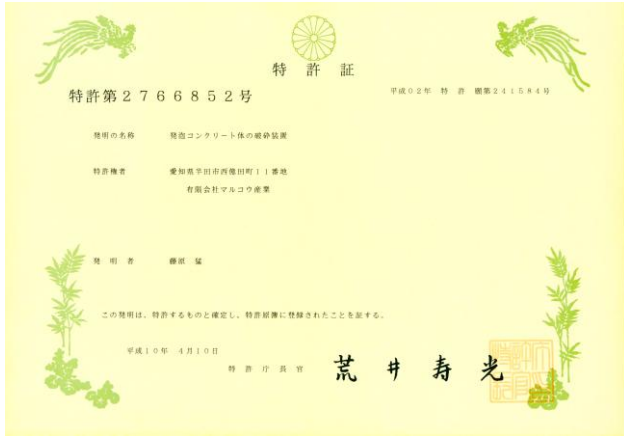 特許証
特許第2766852号
平成02年 特許 願第241584号
発明の名称 発泡コンクリート体の破砕装置
特許権者 愛知県半田市西億田町11番地
有限会社マルコウ産業
発明者 藤原 猛
この発明は、特許するものと確定し、特許原簿に登録されたことを証する。
平成10年 4月10日
特許庁長官 荒井寿光